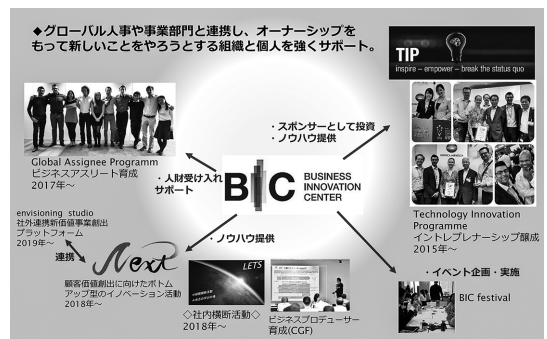 ◆グローバル人事や事業部門と連携し、オーナーシップを
もって新しいことをやろうとする組織と個人を強くサポート。
TIP
inspire – empower – break the status quo
・スポンサーとして投資
・ノウハウ提供
Global Assignee Programm
ビジネスアスリート育成
2017年～
・人財受け入れ
サポート
BIC
BUSINESS
INNOVATION
CENTER
Technology Innovation
Programme
イントレプレナーシップ醸成
2015年～
envisioning studio
社外連携新価値事業創出
プラットフォーム
2019年～
連携
Next
・ノウハウ提供
顧客価値創出に向けたボトム
アップ型のイノベーション活動
2018年～
LETS
◇社内横断活動◇
2018年～
ビジネスプロデューサー
育成(CGF)
・イベント企画・実施
BIC festival